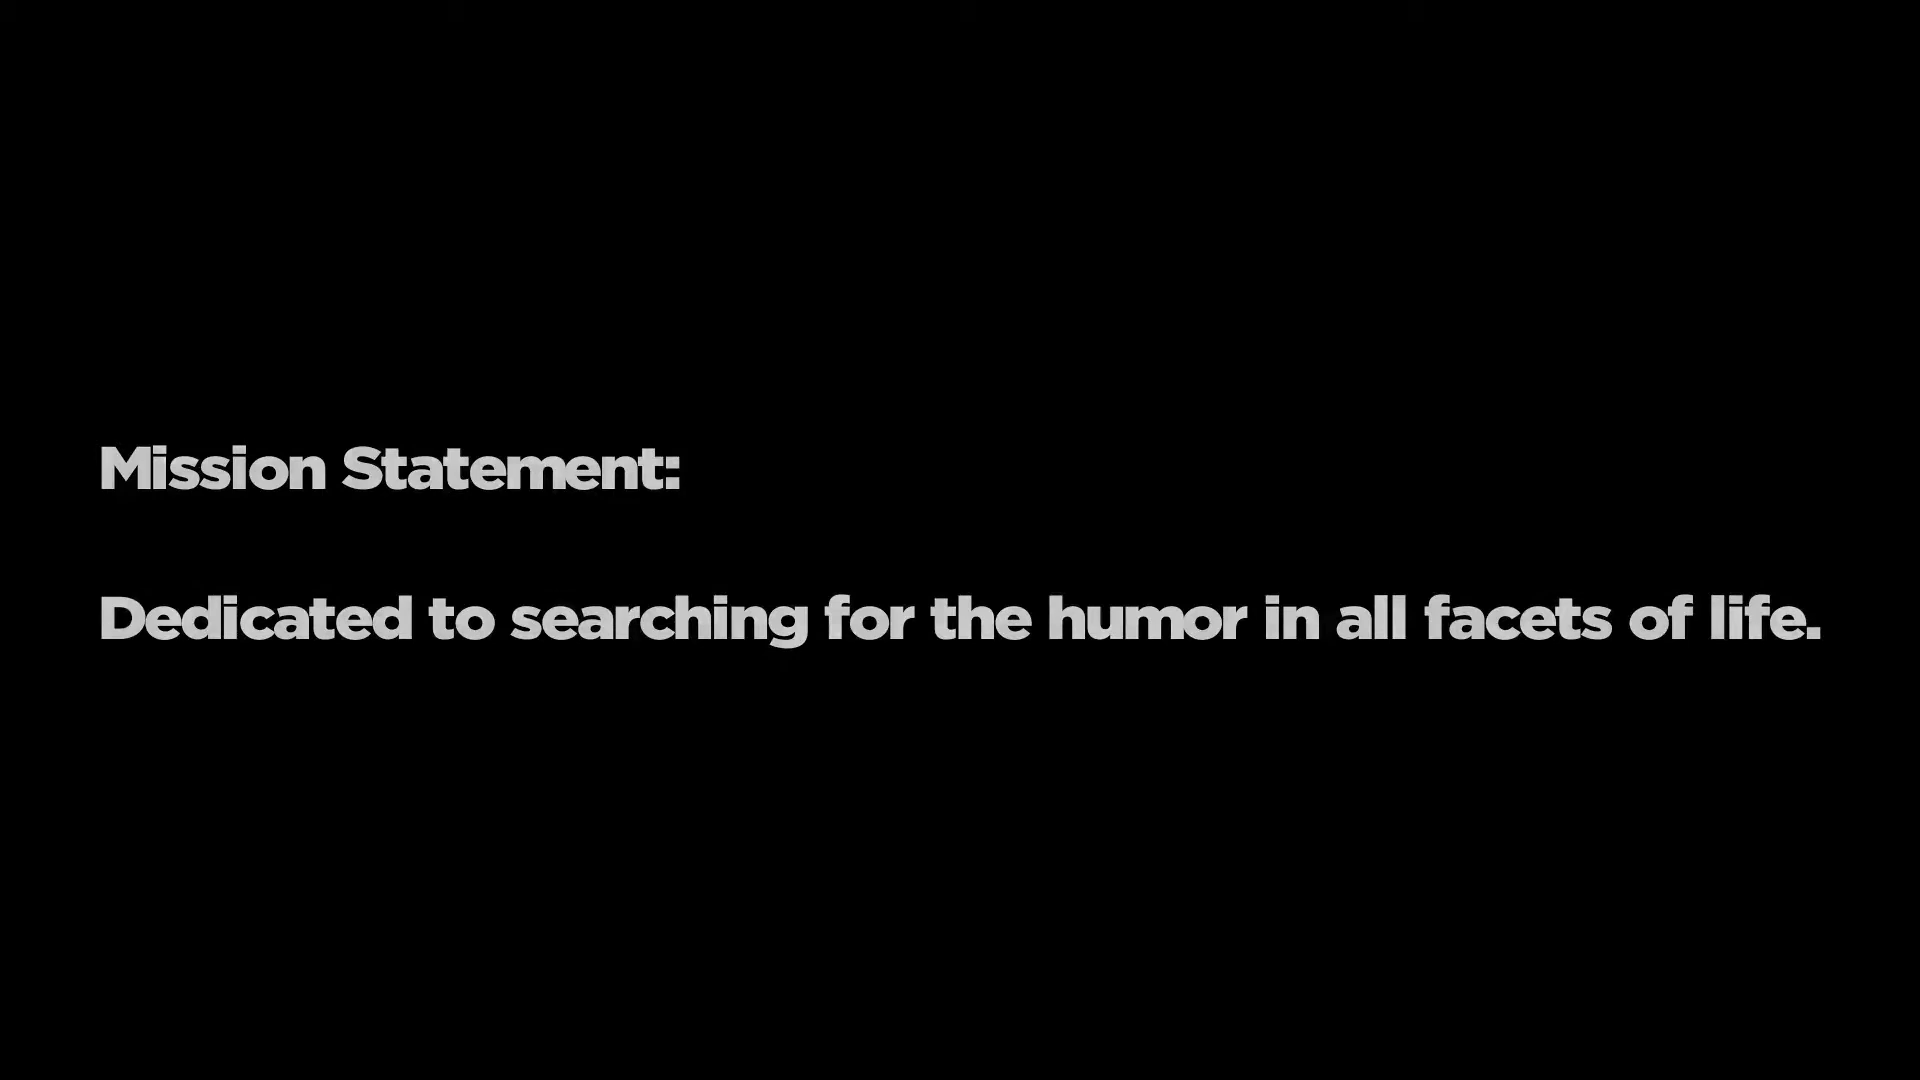 Mission Statement:
Dedicated to searching for the humor in all facets of life.